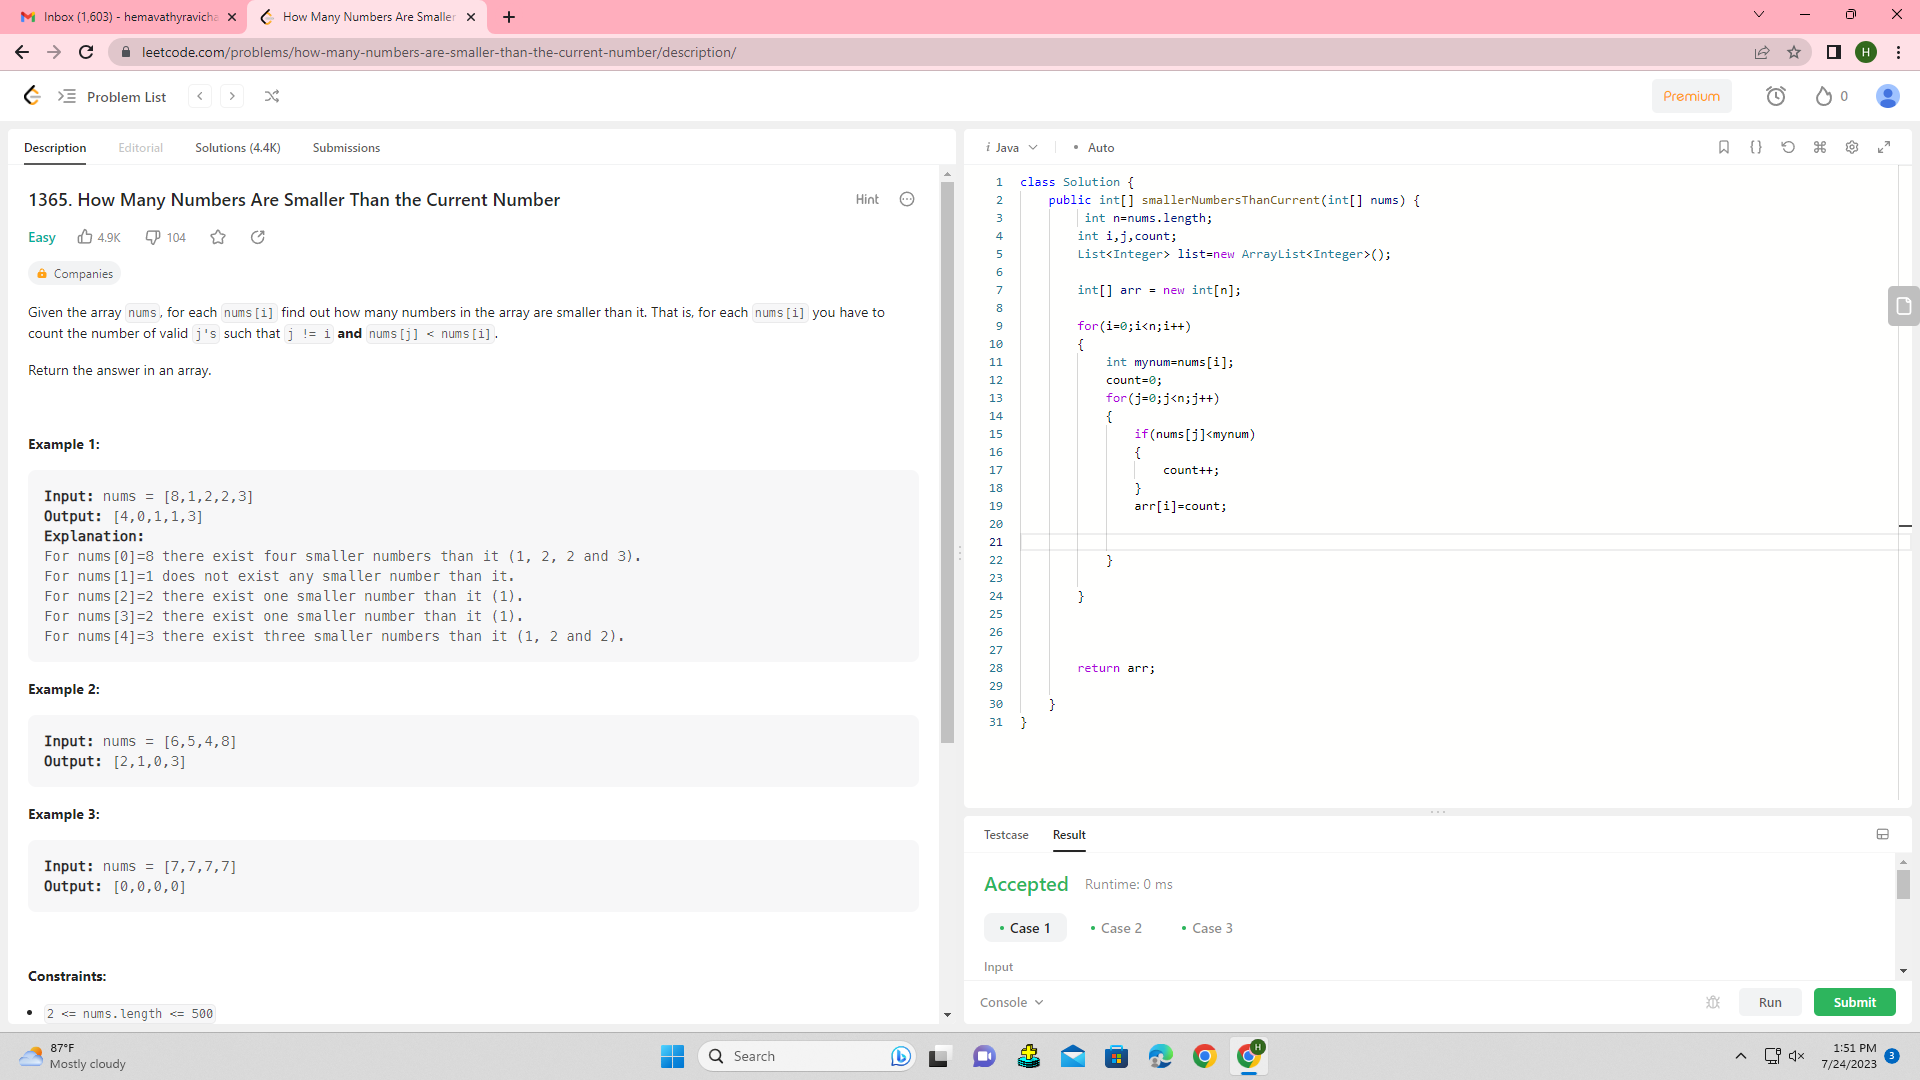 Inbox (1,603) - hemavathyravicha
How Many Numbers Are Smaller
leetcode.com/problems/how-many-numbers-are-smaller-than-the-current-number/description/
H
Problem List
Premium
0
Description
Editorial
Solutions (4.4K)
Submissions
1365. How Many Numbers Are Smaller Than the Current Number
Hint
Easy
4.9K
104
Companies
Given the array nums, for each nums[i] find out how many numbers in the array are smaller than it. That is, for each nums[i] you have to
count the number of valid j's such that j != i and nums[j] < nums[i].
Return the answer in an array.
Example 1:
Input: nums = [8,1,2,2,3]
Output: [4,0,1,1,3]
Explanation:
For nums[0]=8 there exist four smaller numbers than it (1, 2, 2 and 3).
For nums[1]=1 does not exist any smaller number than it.
For nums[2]=2 there exist one smaller number than it (1).
For nums[3]=2 there exist one smaller number than it (1).
For nums[4]=3 there exist three smaller numbers than it (1, 2 and 2).
Example 2:
Input: nums = [6,5,4,8]
Output: [2,1,0,3]
Example 3:
Input: nums = [7,7,7,7]
Output: [0,0,0,0]
Constraints:
2 <= nums.length <= 500
i Java
• Auto
1 class Solution {
2 public int[] smallerNumbersThanCurrent(int[] nums) {
3 int n=nums.length;
4 int i,j,count;
5 List<Integer> list=new ArrayList<Integer>();
6
7 int[] arr = new int[n];
8
9 for(i=0;i<n;i++)
10 {
11 int mynum=nums[i];
12 count=0;
13 for(j=0;j<n;j++)
14 {
15 if(nums[j]<mynum)
16 {
17 count++;
18 }
19 arr[i]=count;
20
21
22 }
23
24 }
25
26
27
28 return arr;
29
30 }
31 }
Testcase
Result
Accepted
Runtime: 0 ms
• Case 1
• Case 2
• Case 3
Input
Console
Run
Submit
87°F
Mostly cloudy
Search
H
1:51 PM
7/24/2023
3